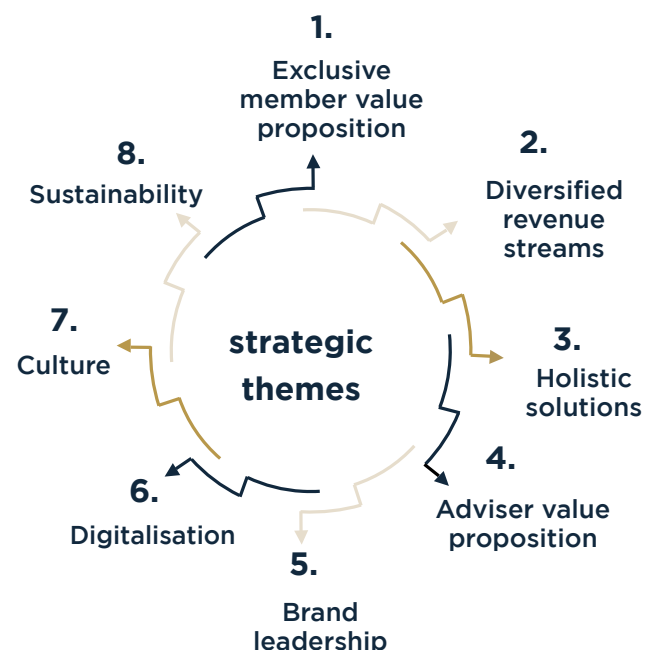 1.
Exclusive
member value
proposition
2.
Diversified
revenue
streams
3.
Holistic
solutions
4.
Adviser value
proposition
5.
Brand
leadership
6.
Digitalisation
7.
Culture
8.
Sustainability
strategic
themes